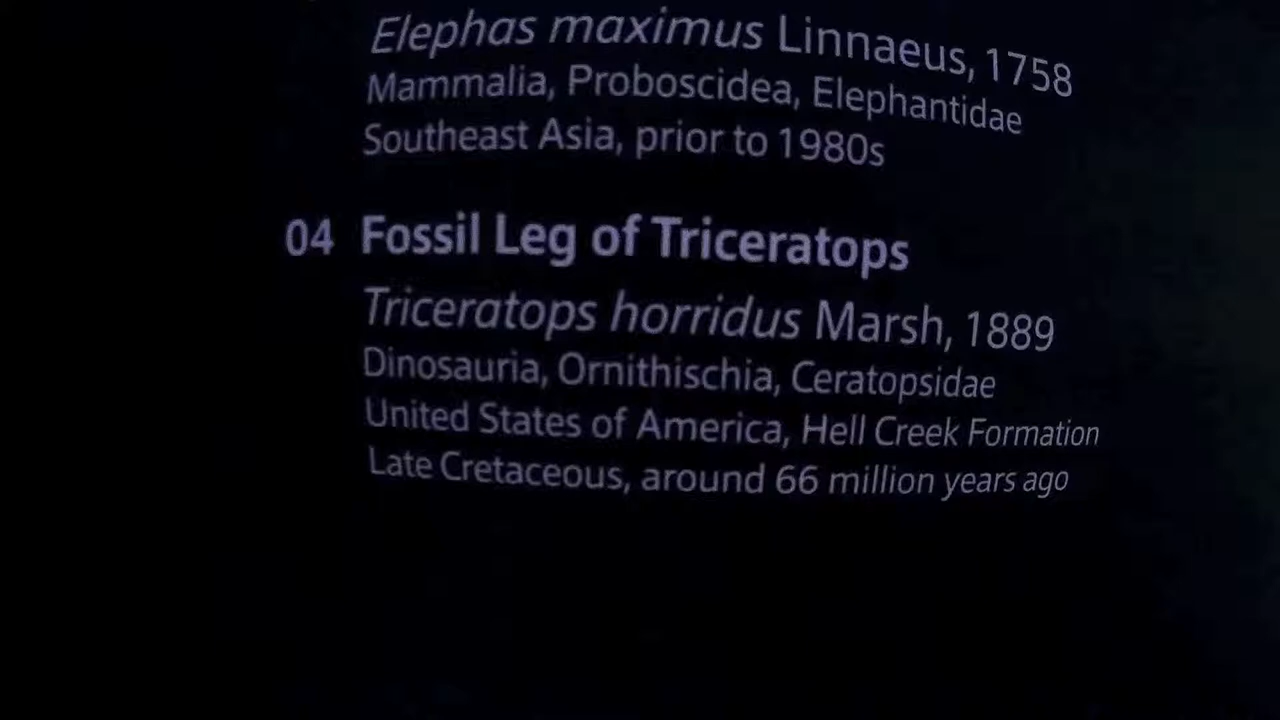 Elephas maximus Linnaeus, 1758
Mammalia, Proboscidea, Elephantidae
Southeast Asia, prior to 1980s
04 Fossil Leg of Triceratops
Triceratops horridus Marsh, 1889
Dinosauria, Ornithischia, Ceratopsidae
United States of America, Hell Creek Formation
Late Cretaceous, around 66 million years ago